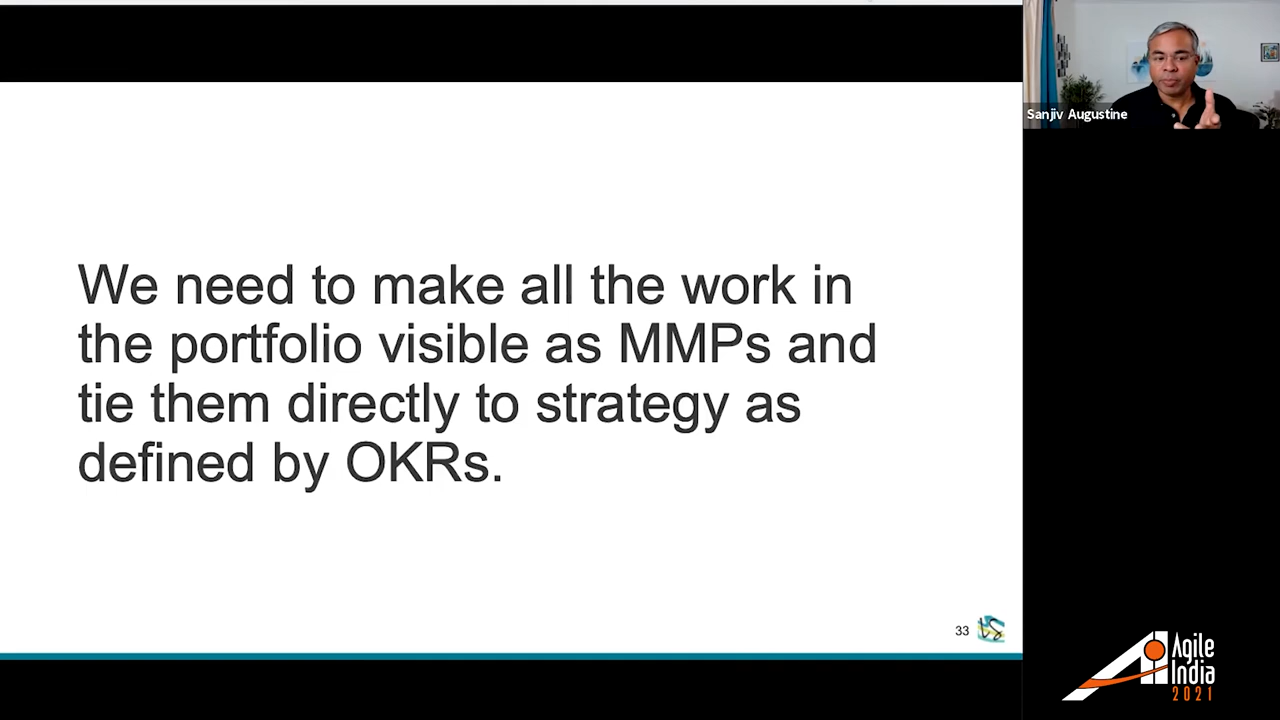 Sanjiv Augustine
We need to make all the work in
the portfolio visible as MMPs and
tie them directly to strategy as
defined by OKRs.
33
Agile
India
2021